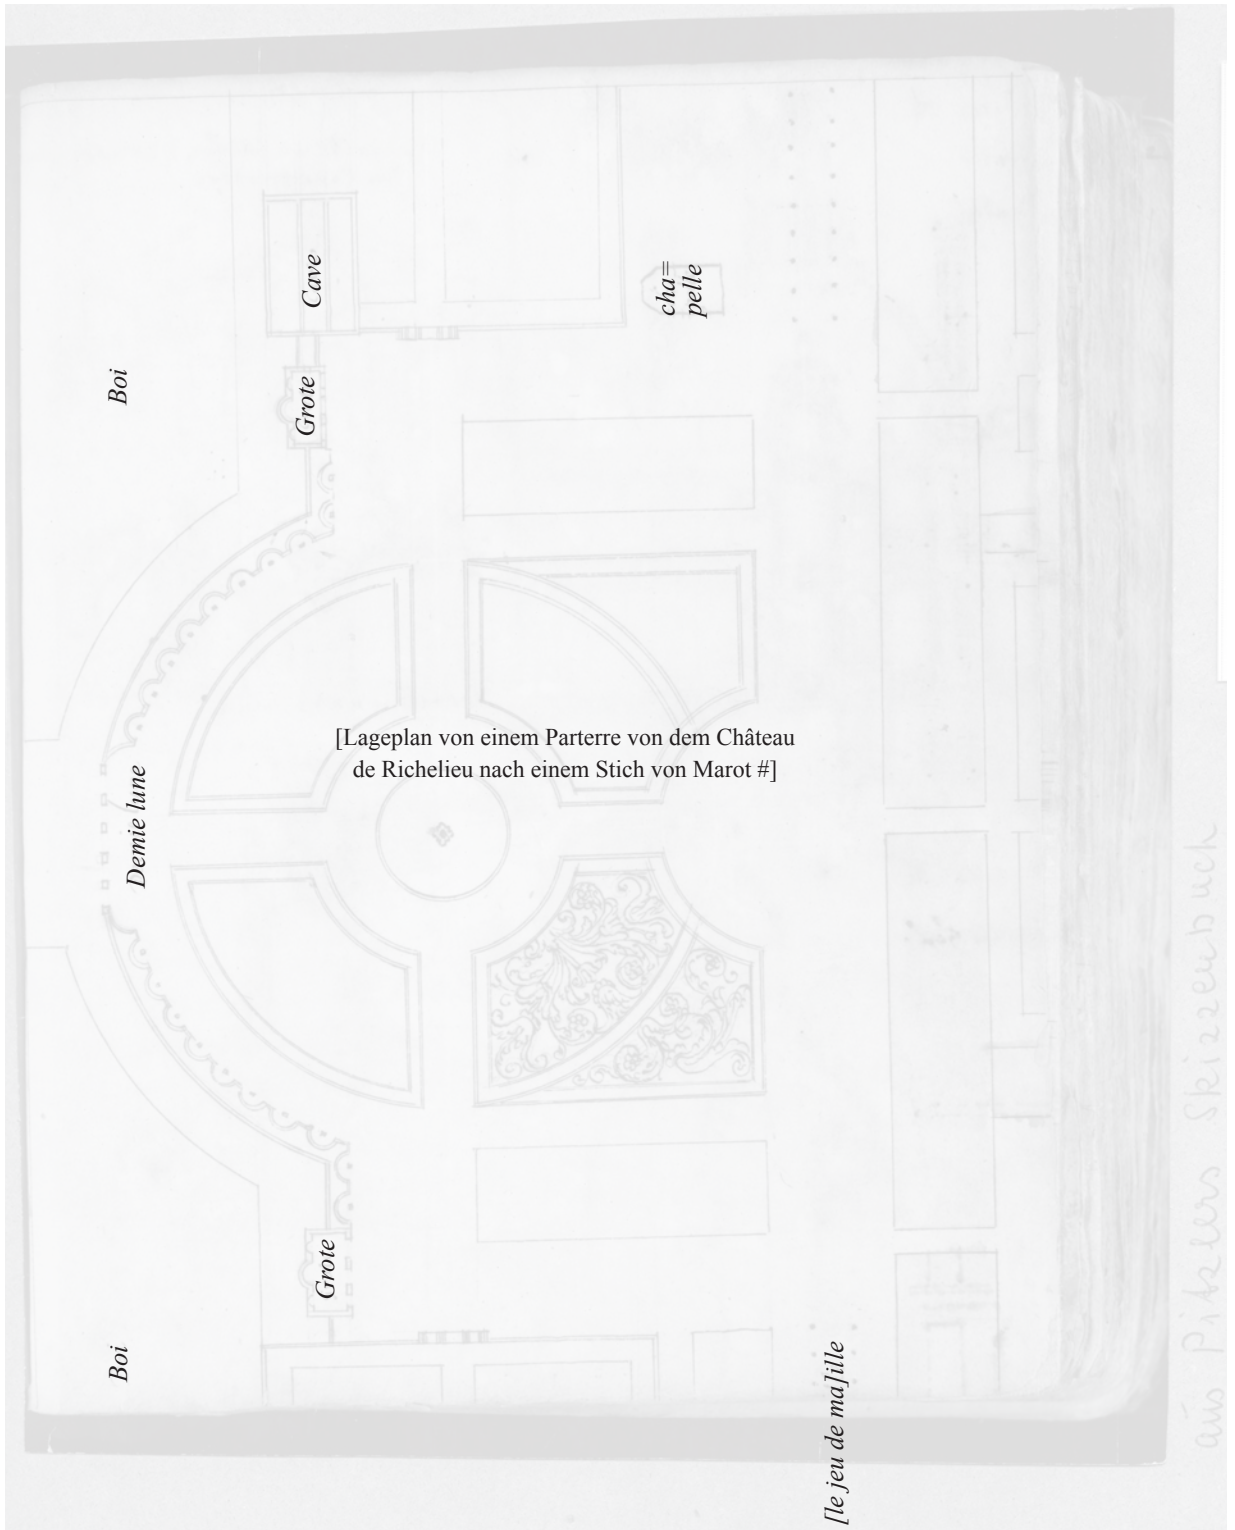 Boi
Cave
cha=
pelle
Grote
[Lageplan von einem Parterre von dem Château
de Richelieu nach einem Stich von Marot #]
Demie lune
Grote
Boi
[le jeu de ma]ille
aus Pitzlers Skizzenbuch